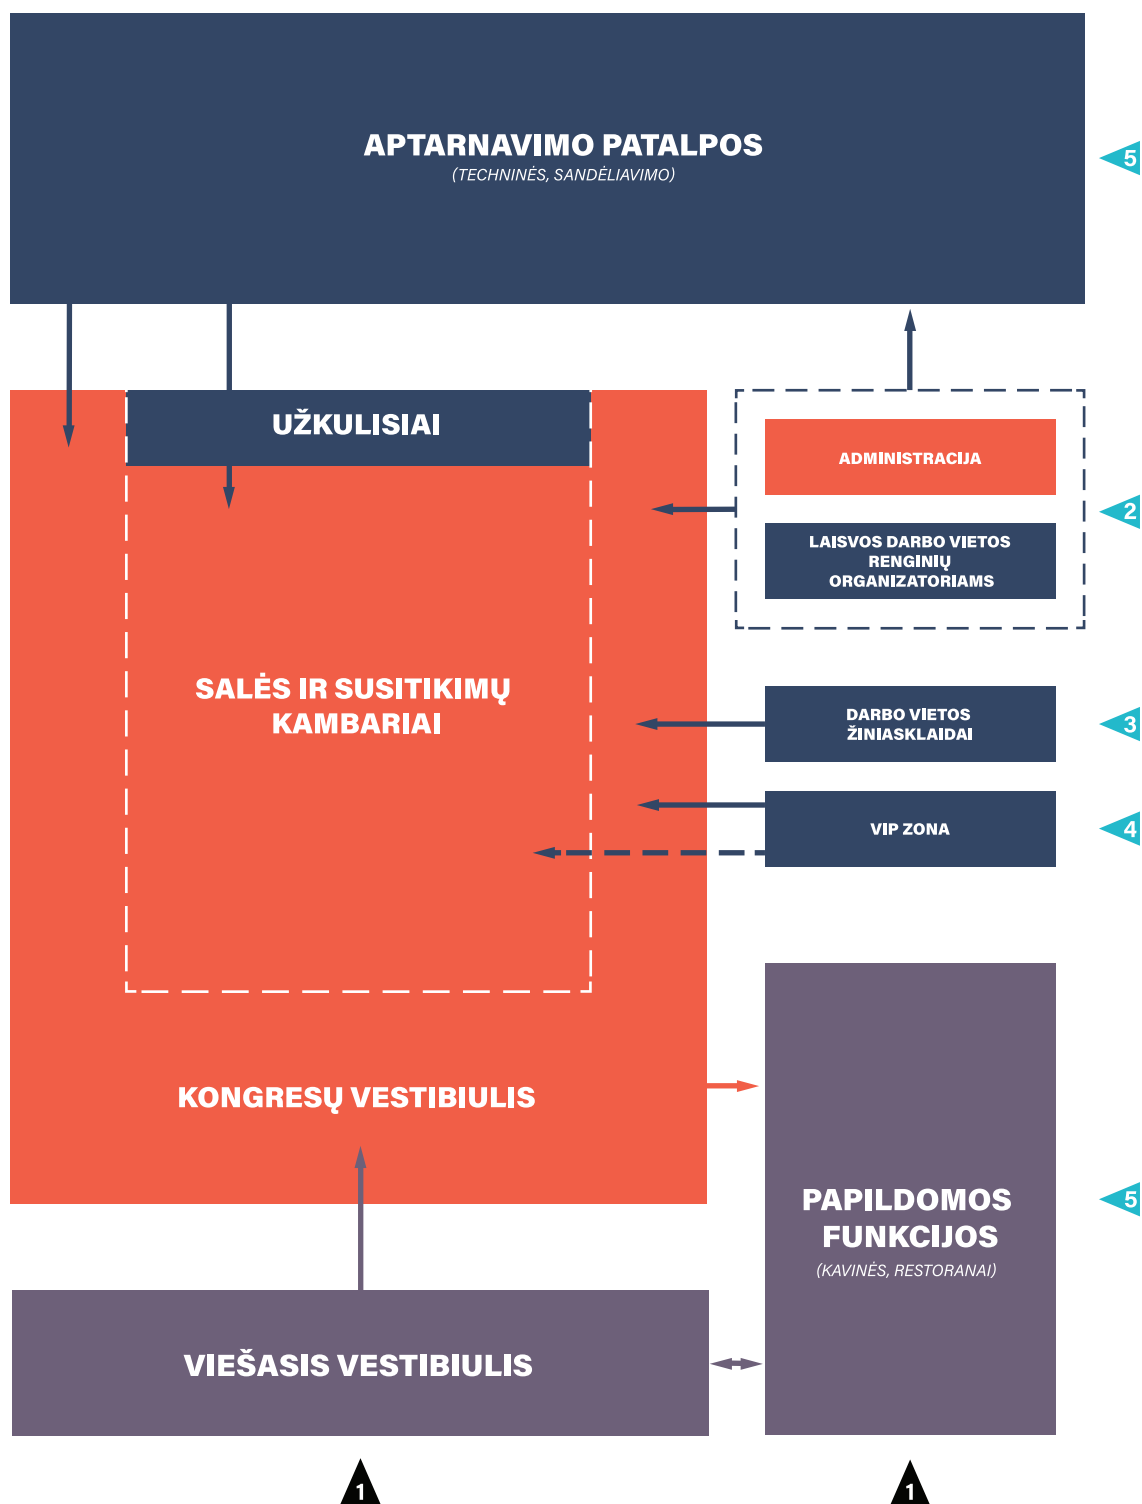 APTARNAVIMO PATALPOS
(TECHNINĖS, SANDĖLIAVIMO)
5
UŽKULISIAI
ADMINISTRACIJA
2
LAISVOS DARBO VIETOS
RENGINIŲ
ORGANIZATORIAMS
SALĖS IR SUSITIKIMŲ
KAMBARIAI
DARBO VIETOS
ŽINIASKLAIDAI
3
VIP ZONA
4
KONGRESŲ VESTIBIULIS
PAPILDOMOS
FUNKCIJOS
(KAVINĖS, RESTORANAI)
5
VIEŠASIS VESTIBIULIS
1
1